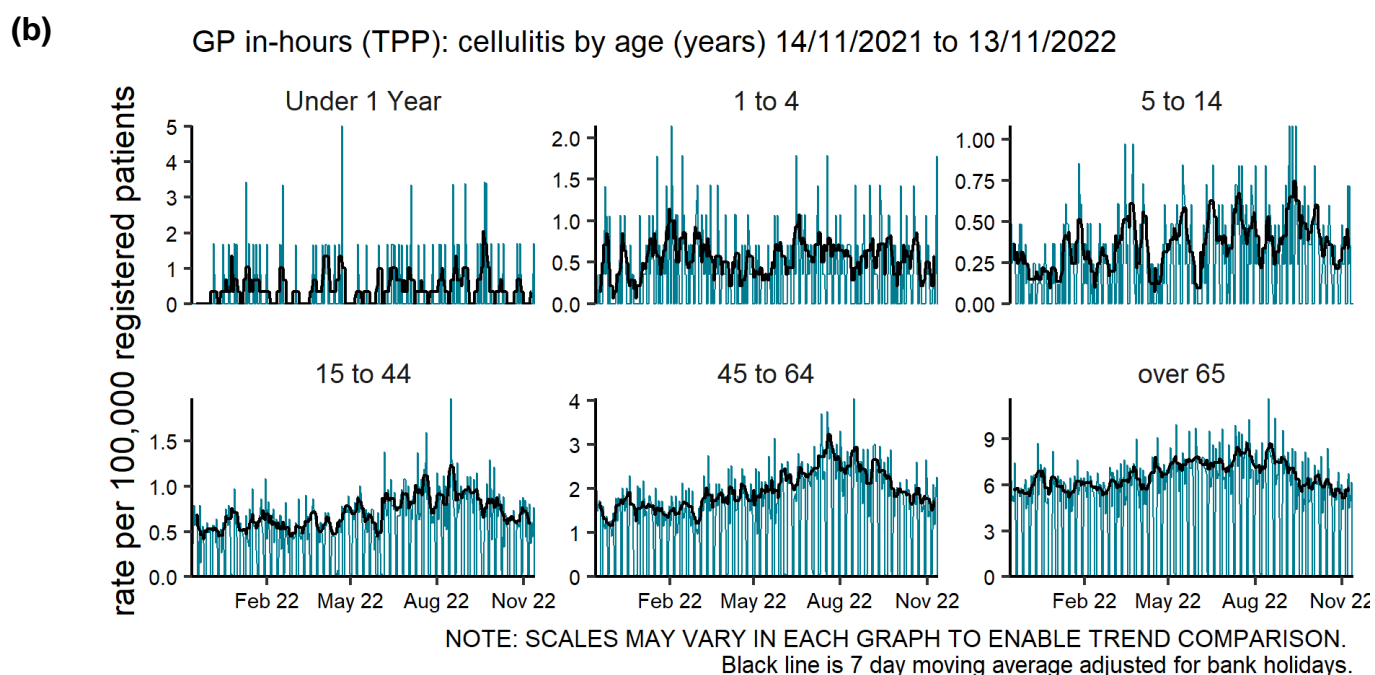 (b)
GP in-hours (TPP): cellulitis by age (years) 14/11/2021 to 13/11/2022
rate per 100,000 registered patients
Under 1 Year
5
4
3
2
1
0
1 to 4
2.0
1.5
1.0
0.5
0.0
5 to 14
1.00
0.75
0.50
0.25
0.00
15 to 44
1.5
1.0
0.5
0.0
Feb 22 May 22 Aug 22 Nov 22
45 to 64
4
3
2
1
0
Feb 22 May 22 Aug 22 Nov 22
over 65
9
6
3
0
Feb 22 May 22 Aug 22 Nov 22
NOTE: SCALES MAY VARY IN EACH GRAPH TO ENABLE TREND COMPARISON.
Black line is 7 day moving average adjusted for bank holidays.